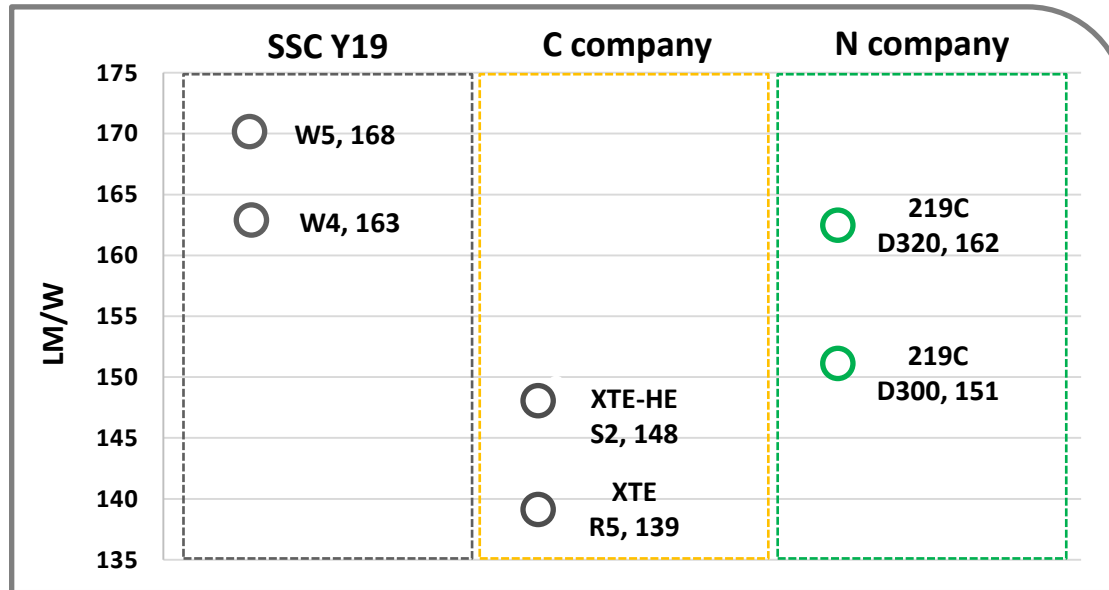 SSC Y19
C company
N company
LM/W
175
170
165
160
155
150
145
140
135
W5, 168
W4, 163
XTE-HE
S2, 148
XTE
R5, 139
219C
D320, 162
219C
D300, 151